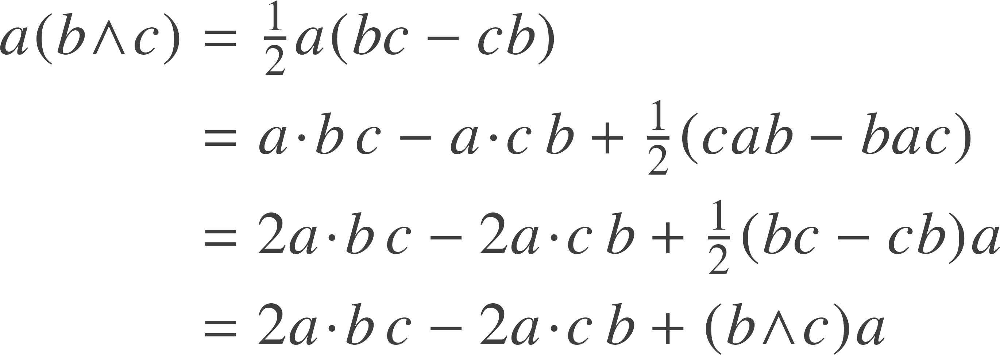 a(b∧c) = ½a(bc − cb)
= a·b c − a·c b + ½(cab − bac)
= 2a·b c − 2a·c b + ½(bc − cb)a
= 2a·b c − 2a·c b + (b∧c)a